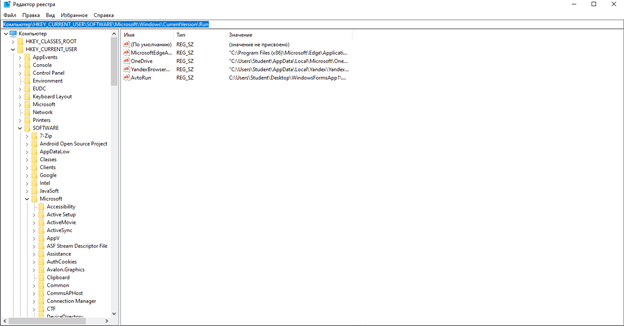 Редактор реестра
Файл Правка Вид Избранное Справка
Компьютер\HKEY_CURRENT_USER\SOFTWARE\Microsoft\Windows\CurrentVersion\Run
Компьютер
HKEY_CLASSES_ROOT
HKEY_CURRENT_USER
AppEvents
Console
Control Panel
Environment
EUDC
Keyboard Layout
Microsoft
Network
Printers
SOFTWARE
7-Zip
Android Open Source Project
AppDataLow
Classes
Clients
Google
Intel
JavaSoft
Microsoft
Accessibility
Active Setup
ActiveMovie
ActiveSync
AppV
ASF Stream Descriptor File
Assistance
AuthCookies
Avalon.Graphics
Clipboard
Common
CommsAPHost
Connection Manager
CTF
DeviceDirectory
Имя Тип Значение
(По умолчанию) REG_SZ (значение не присвоено)
MicrosoftEdgeA... REG_SZ "C:\Program Files (x86)\Microsoft\Edge\Applicati...
OneDrive REG_SZ "C:\Users\Student\AppData\Local\Microsoft\One...
YandexBrowser... REG_SZ "C:\Users\Student\AppData\Local\Yandex\Yandex...
AvtoRun REG_SZ C:\Users\Student\Desktop\WindowsFormsApp1\...